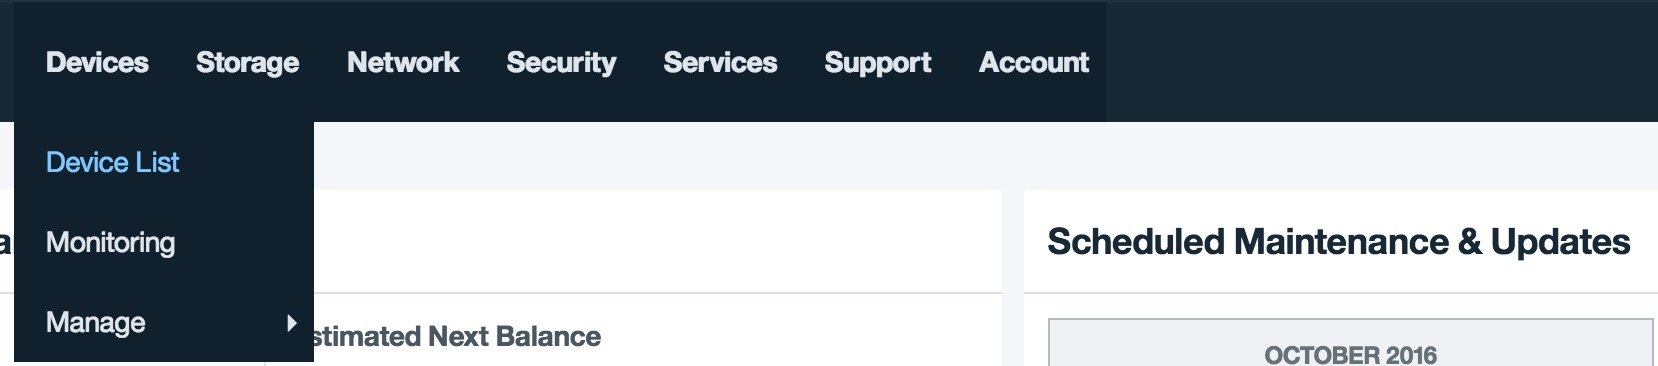 Devices Storage Network Security Services Support Account
Device List
Monitoring
Manage
stimated Next Balance
Scheduled Maintenance & Updates
OCTOBER 2016